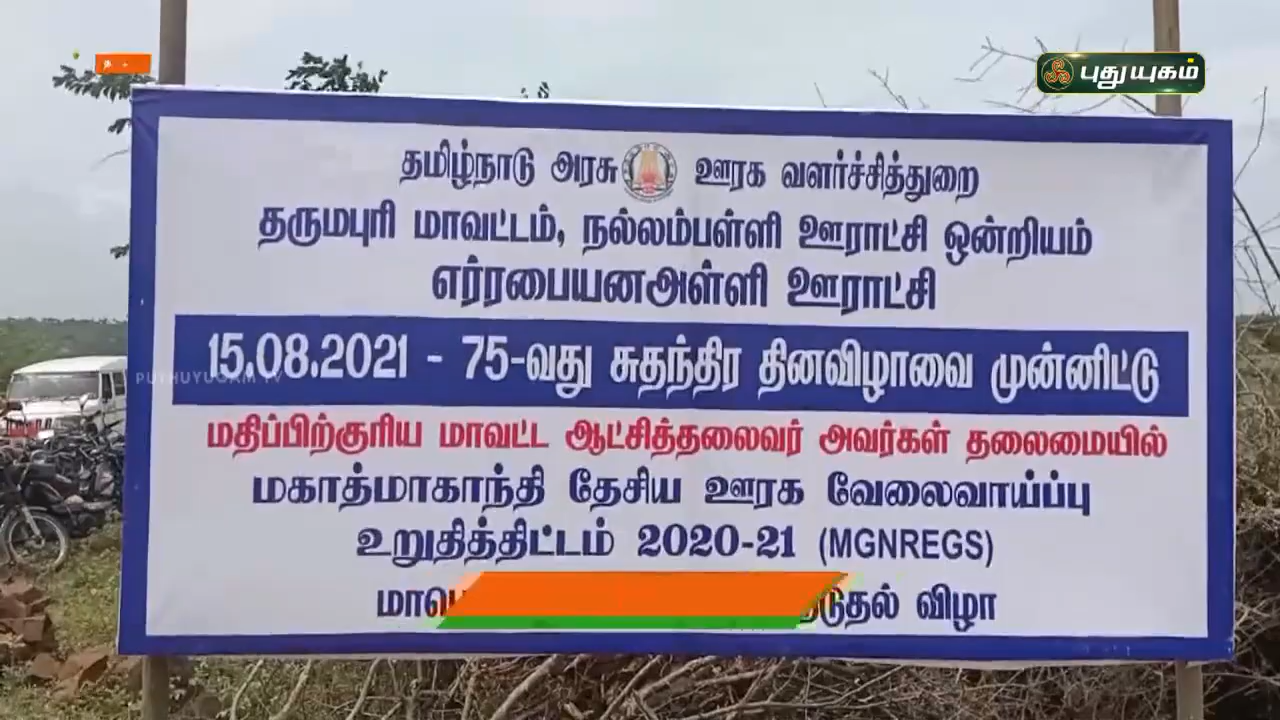 புதுயுகம்
தமிழ்நாடு அரசு ஊரக வளர்ச்சித்துறை
தருமபுரி மாவட்டம், நல்லம்பள்ளி ஊராட்சி ஒன்றியம்
எர்ரபையனஅள்ளி ஊராட்சி
15.08.2021 - 75-வது சுதந்திர தினவிழாவை முன்னிட்டு
PUTHUYUGAM TV
மதிப்பிற்குரிய மாவட்ட ஆட்சித்தலைவர் அவர்கள் தலைமையில்
மகாத்மாகாந்தி தேசிய ஊரக வேலைவாய்ப்பு
உறுதித்திட்டம் 2020-21 (MGNREGS)
விழா